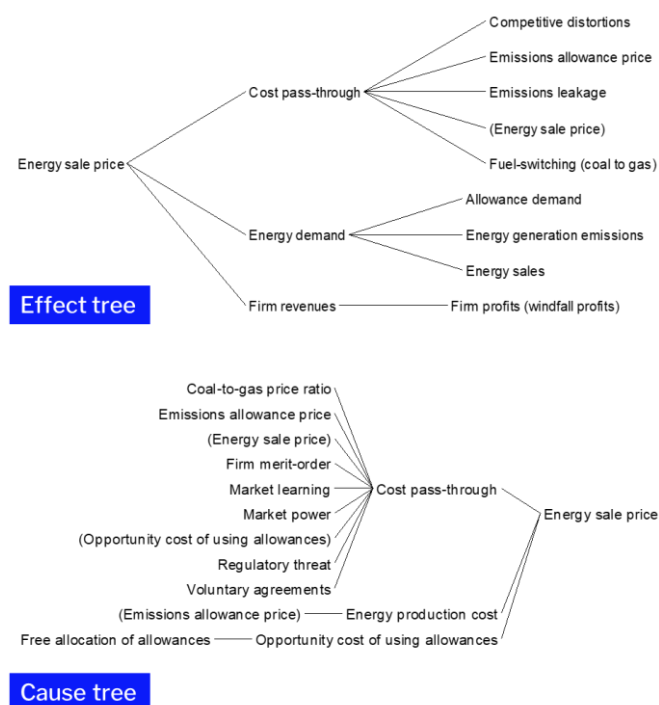 Competitive distortions
Emissions allowance price
Cost pass-through
Emissions leakage
(Energy sale price)
Energy sale price
Fuel-switching (coal to gas)
Allowance demand
Energy demand
Energy generation emissions
Energy sales
Effect tree
Firm revenues
Firm profits (windfall profits)
Coal-to-gas price ratio
Emissions allowance price
(Energy sale price)
Firm merit-order
Market learning
Cost pass-through
Market power
Energy sale price
(Opportunity cost of using allowances)
Regulatory threat
Voluntary agreements
(Emissions allowance price)
Energy production cost
Free allocation of allowances
Opportunity cost of using allowances
Cause tree